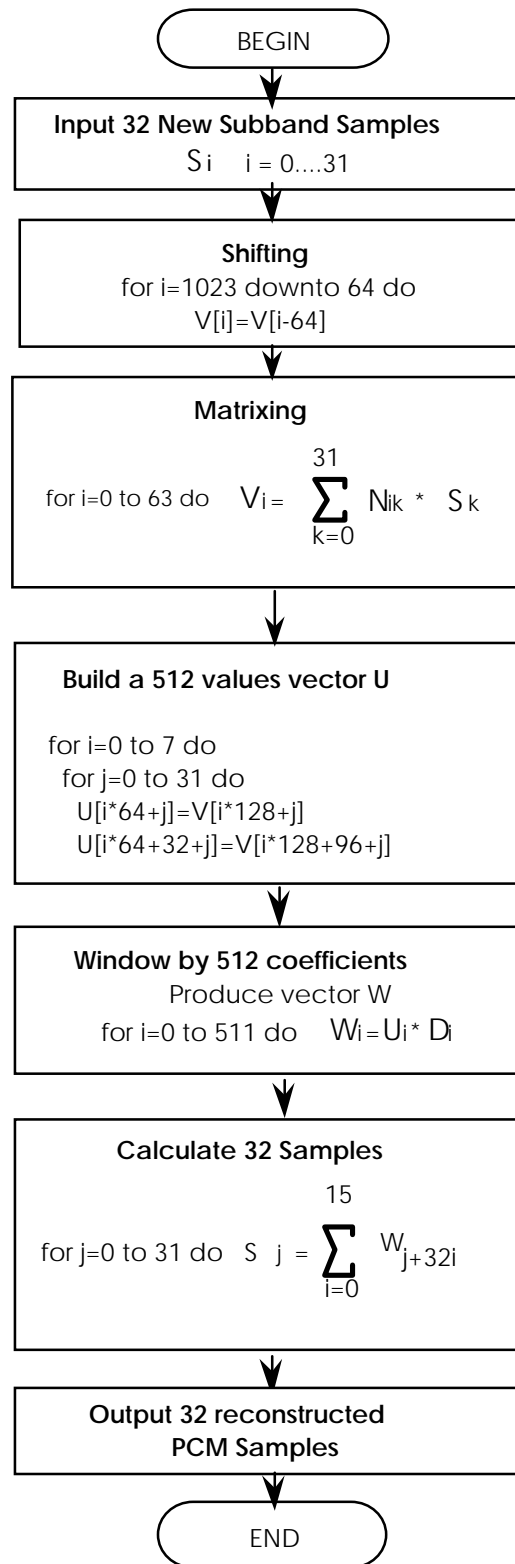 BEGIN
Input 32 New Subband Samples
Si i = 0....31
Shifting
for i=1023 downto 64 do
V[i]=V[i-64]
Matrixing
31
for i=0 to 63 do Vi = ∑ Nik * Sk
k=0
Build a 512 values vector U
for i=0 to 7 do
for j=0 to 31 do
U[i*64+j]=V[i*128+j]
U[i*64+32+j]=V[i*128+96+j]
Window by 512 coefficients
Produce vector W
for i=0 to 511 do Wi=Ui* Di
Calculate 32 Samples
15
for j=0 to 31 do S j = ∑ Wj+32i
i=0
Output 32 reconstructed
PCM Samples
END